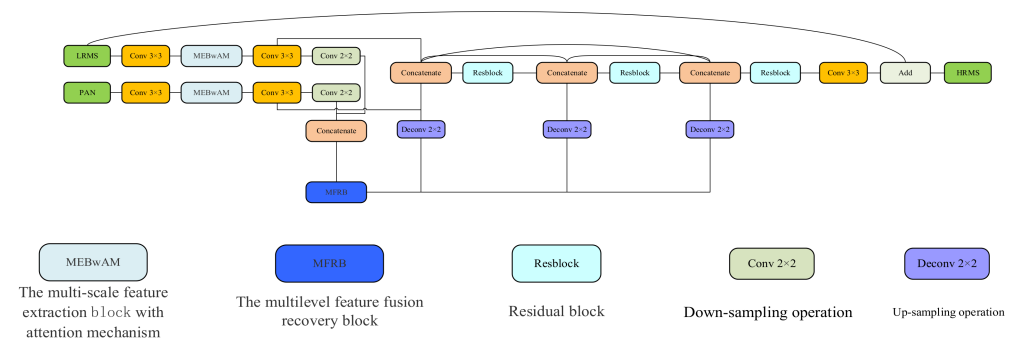 LRMS Conv 3×3 MEBwAM Conv 3×3 Conv 2×2
Concatenate Resblock Concatenate Resblock Concatenate Resblock Conv 3×3 Add HRMS
PAN Conv 3×3 MEBwAM Conv 3×3 Conv 2×2
Concatenate Deconv 2×2 Deconv 2×2 Deconv 2×2
MFRB
MEBwAM
The multi-scale feature
extraction block with
attention mechanism
MFRB
The multilevel feature fusion
recovery block
Resblock
Residual block
Conv 2×2
Down-sampling operation
Deconv 2×2
Up-sampling operation